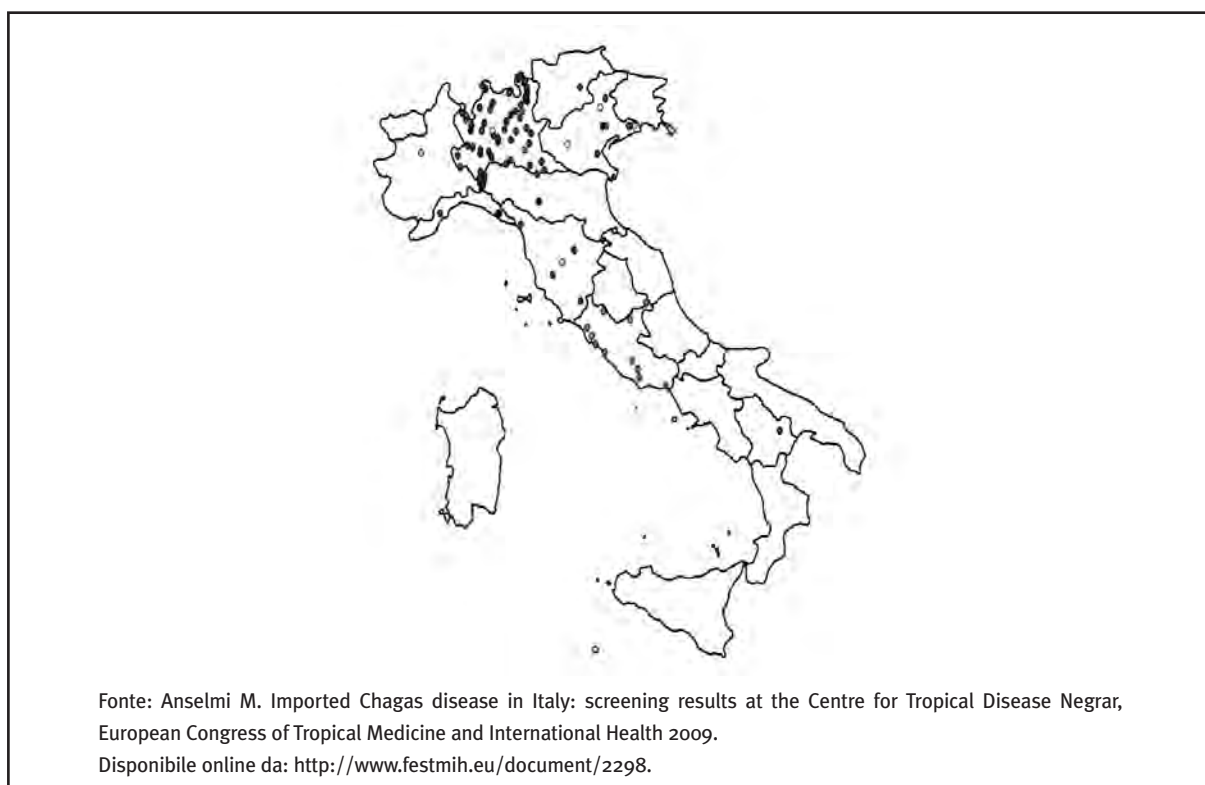 Fonte: Anselmi M. Imported Chagas disease in Italy: screening results at the Centre for Tropical Disease Negrar,
European Congress of Tropical Medicine and International Health 2009.
Disponibile online da: http://www.festmih.eu/document/2298.